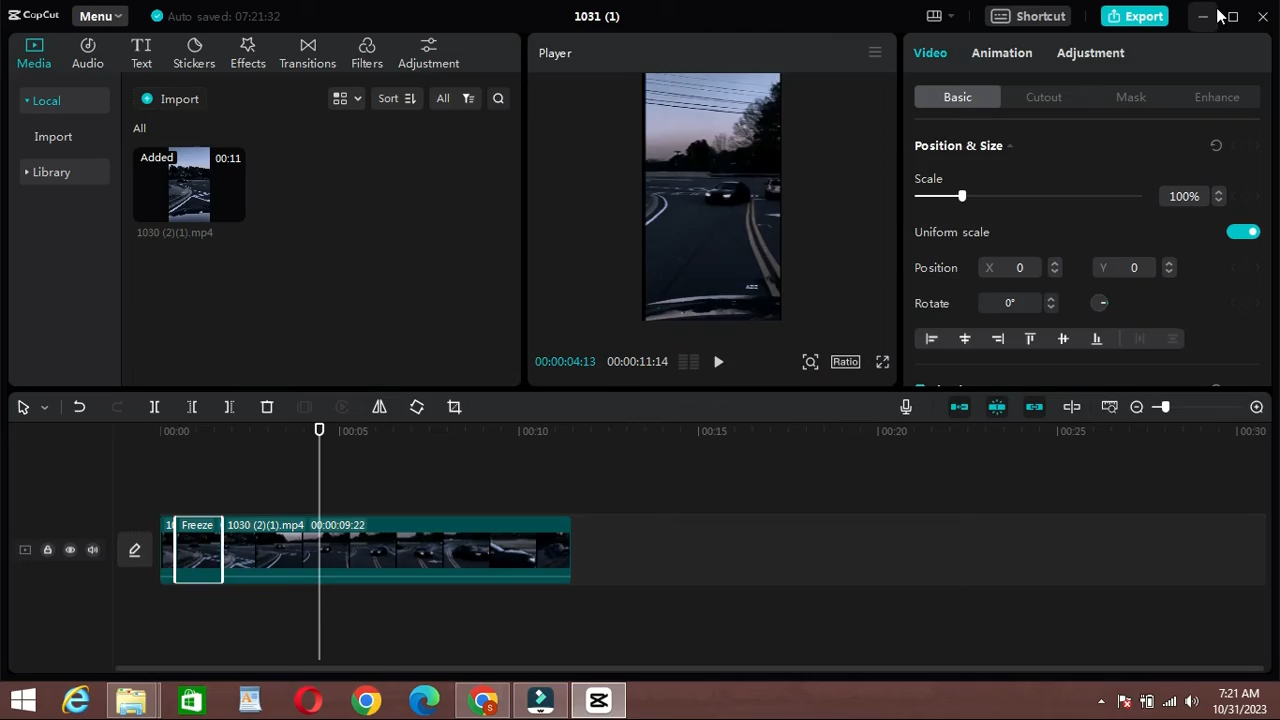 CapCut Menu Auto saved: 07:21:32 1031 (1) Shortcut Export
Media Audio Text Stickers Effects Transitions Filters Adjustment
Player
Video Animation Adjustment
Local
Import
Library
Import Sort All
All
Added 00:11
1030 (2)(1).mp4
AZIZ
00:00:04:13 00:00:11:14 Ratio
Basic Cutout Mask Enhance
Position & Size
Scale
100%
Uniform scale
Position X 0 Y 0
Rotate 0°
00:00 00:05 00:10 00:15 00:20 00:25 00:30
10 Freeze 1030 (2)(1).mp4 00:00:09:22
7:21 AM
10/31/2023